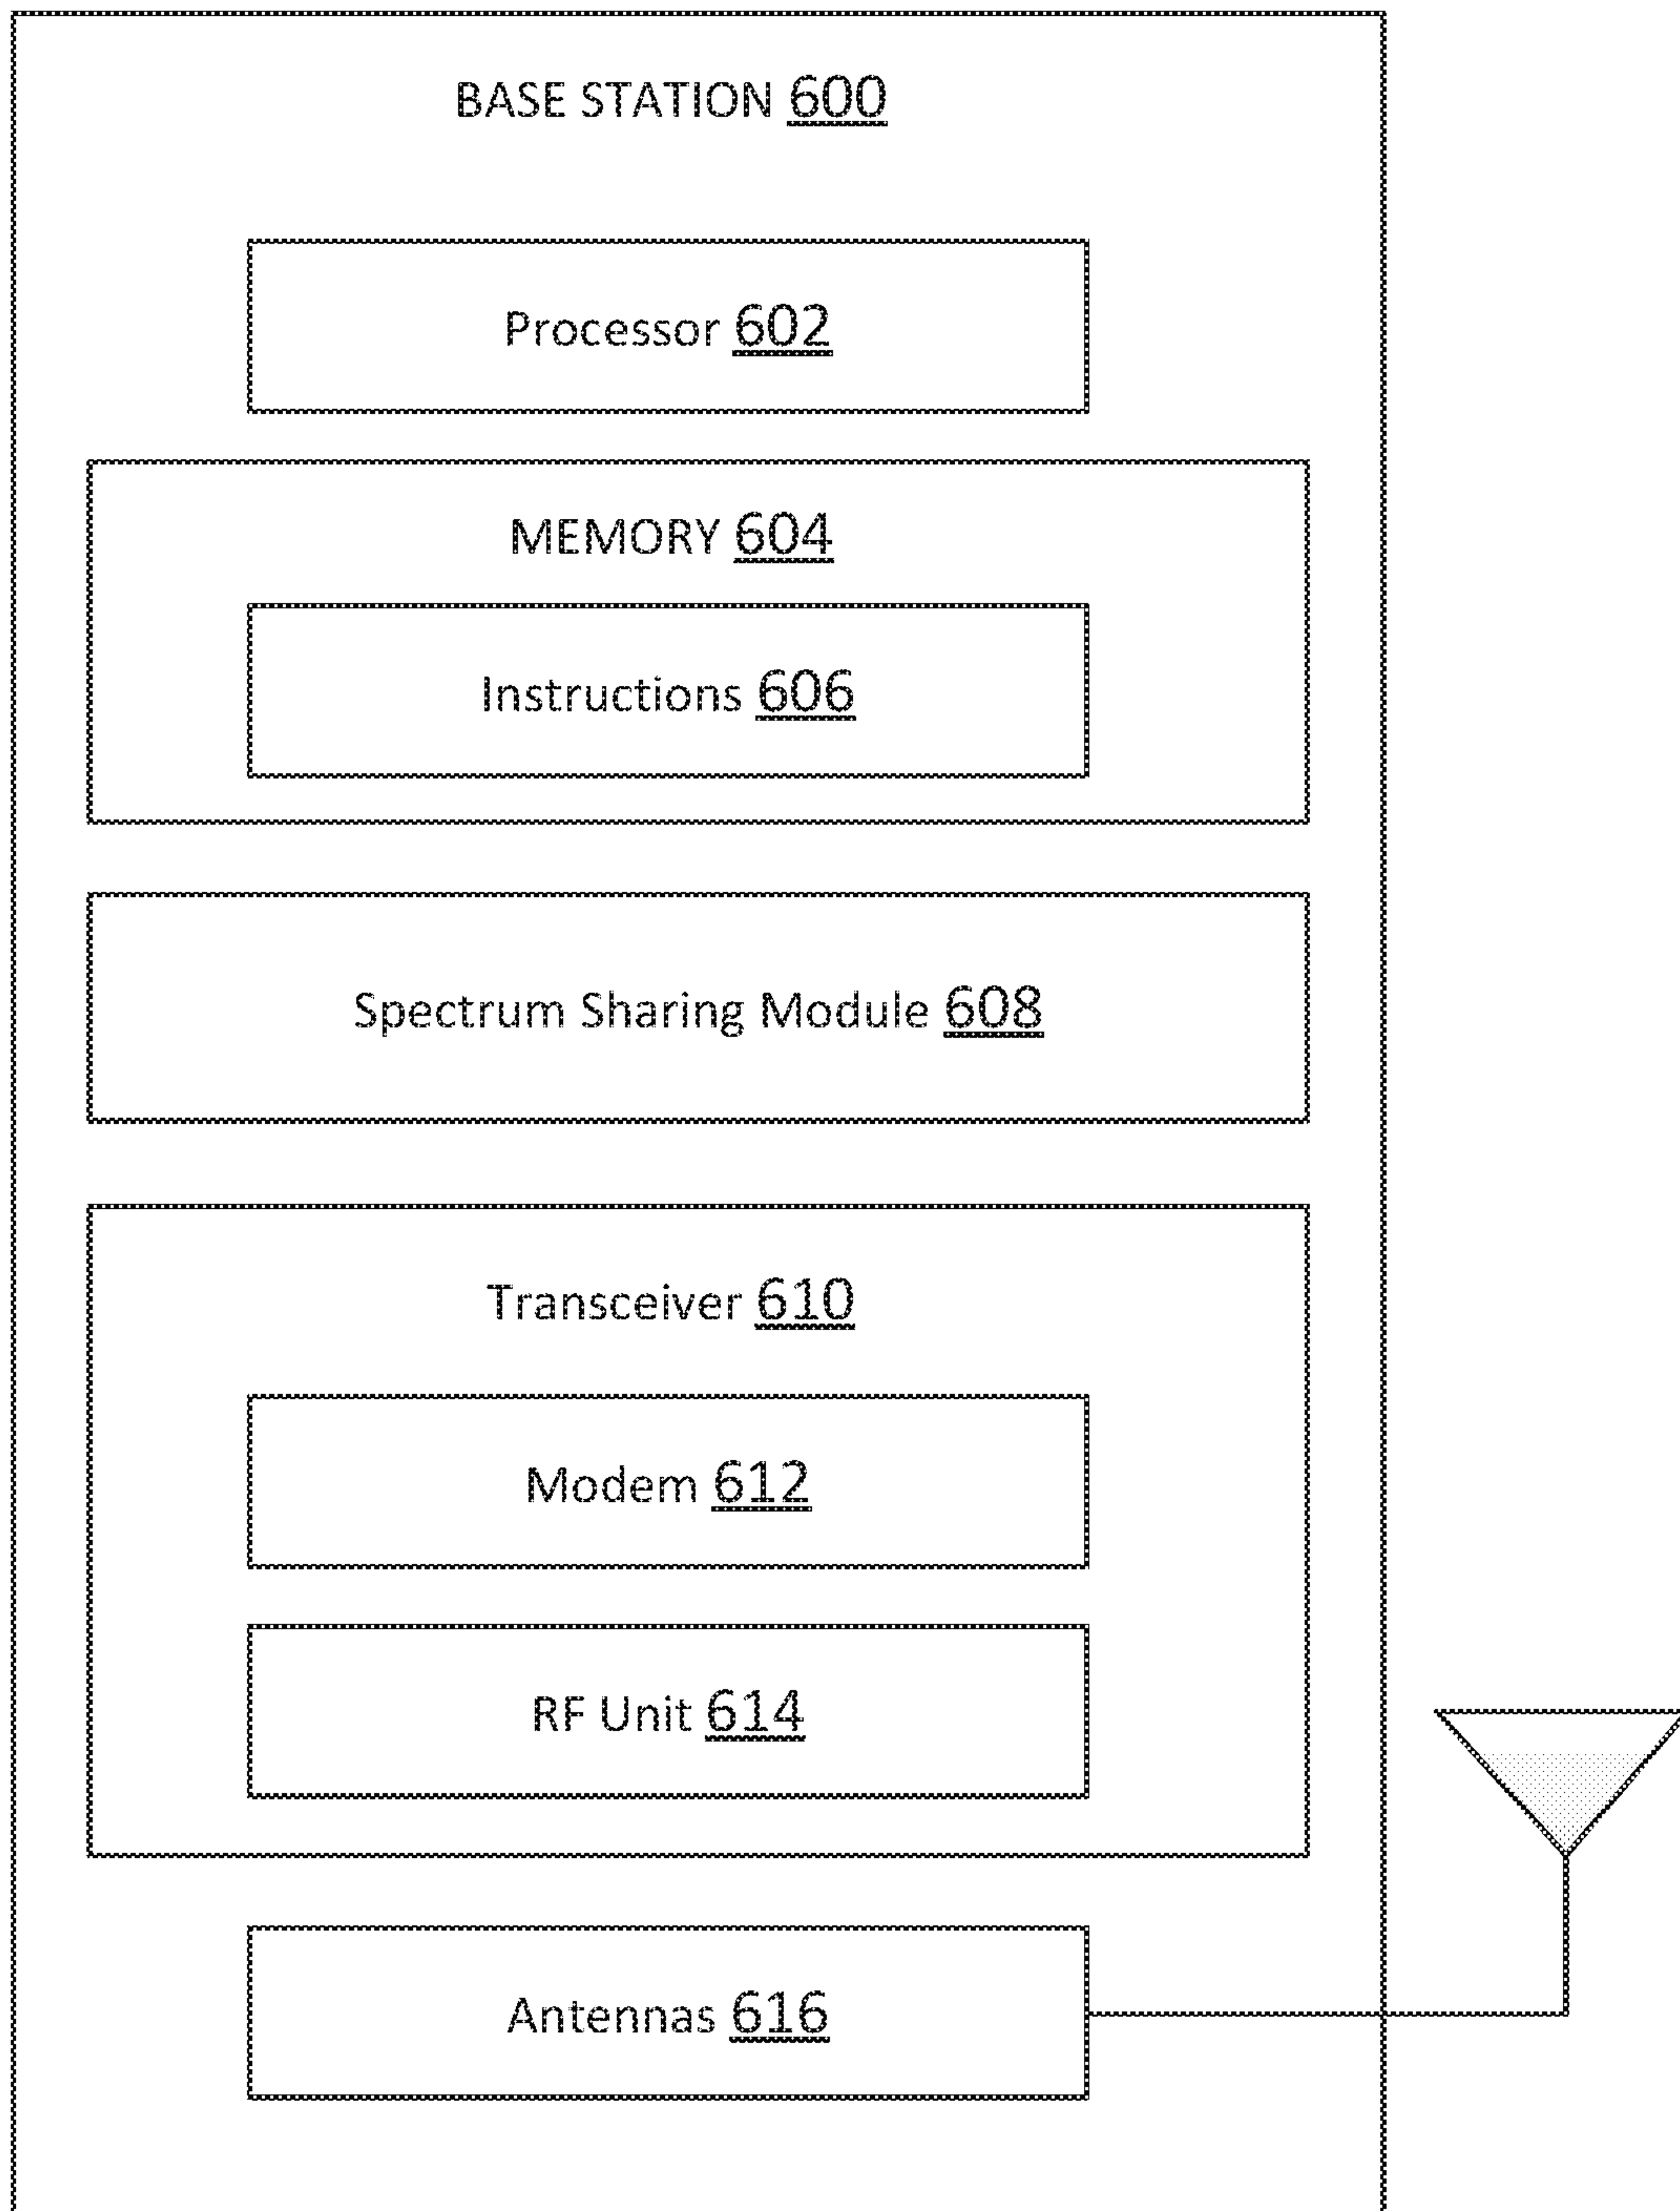 BASE STATION 600
Processor 602
MEMORY 604
Instructions 606
Spectrum Sharing Module 608
Transceiver 610
Modem 612
RF Unit 614
Antennas 616